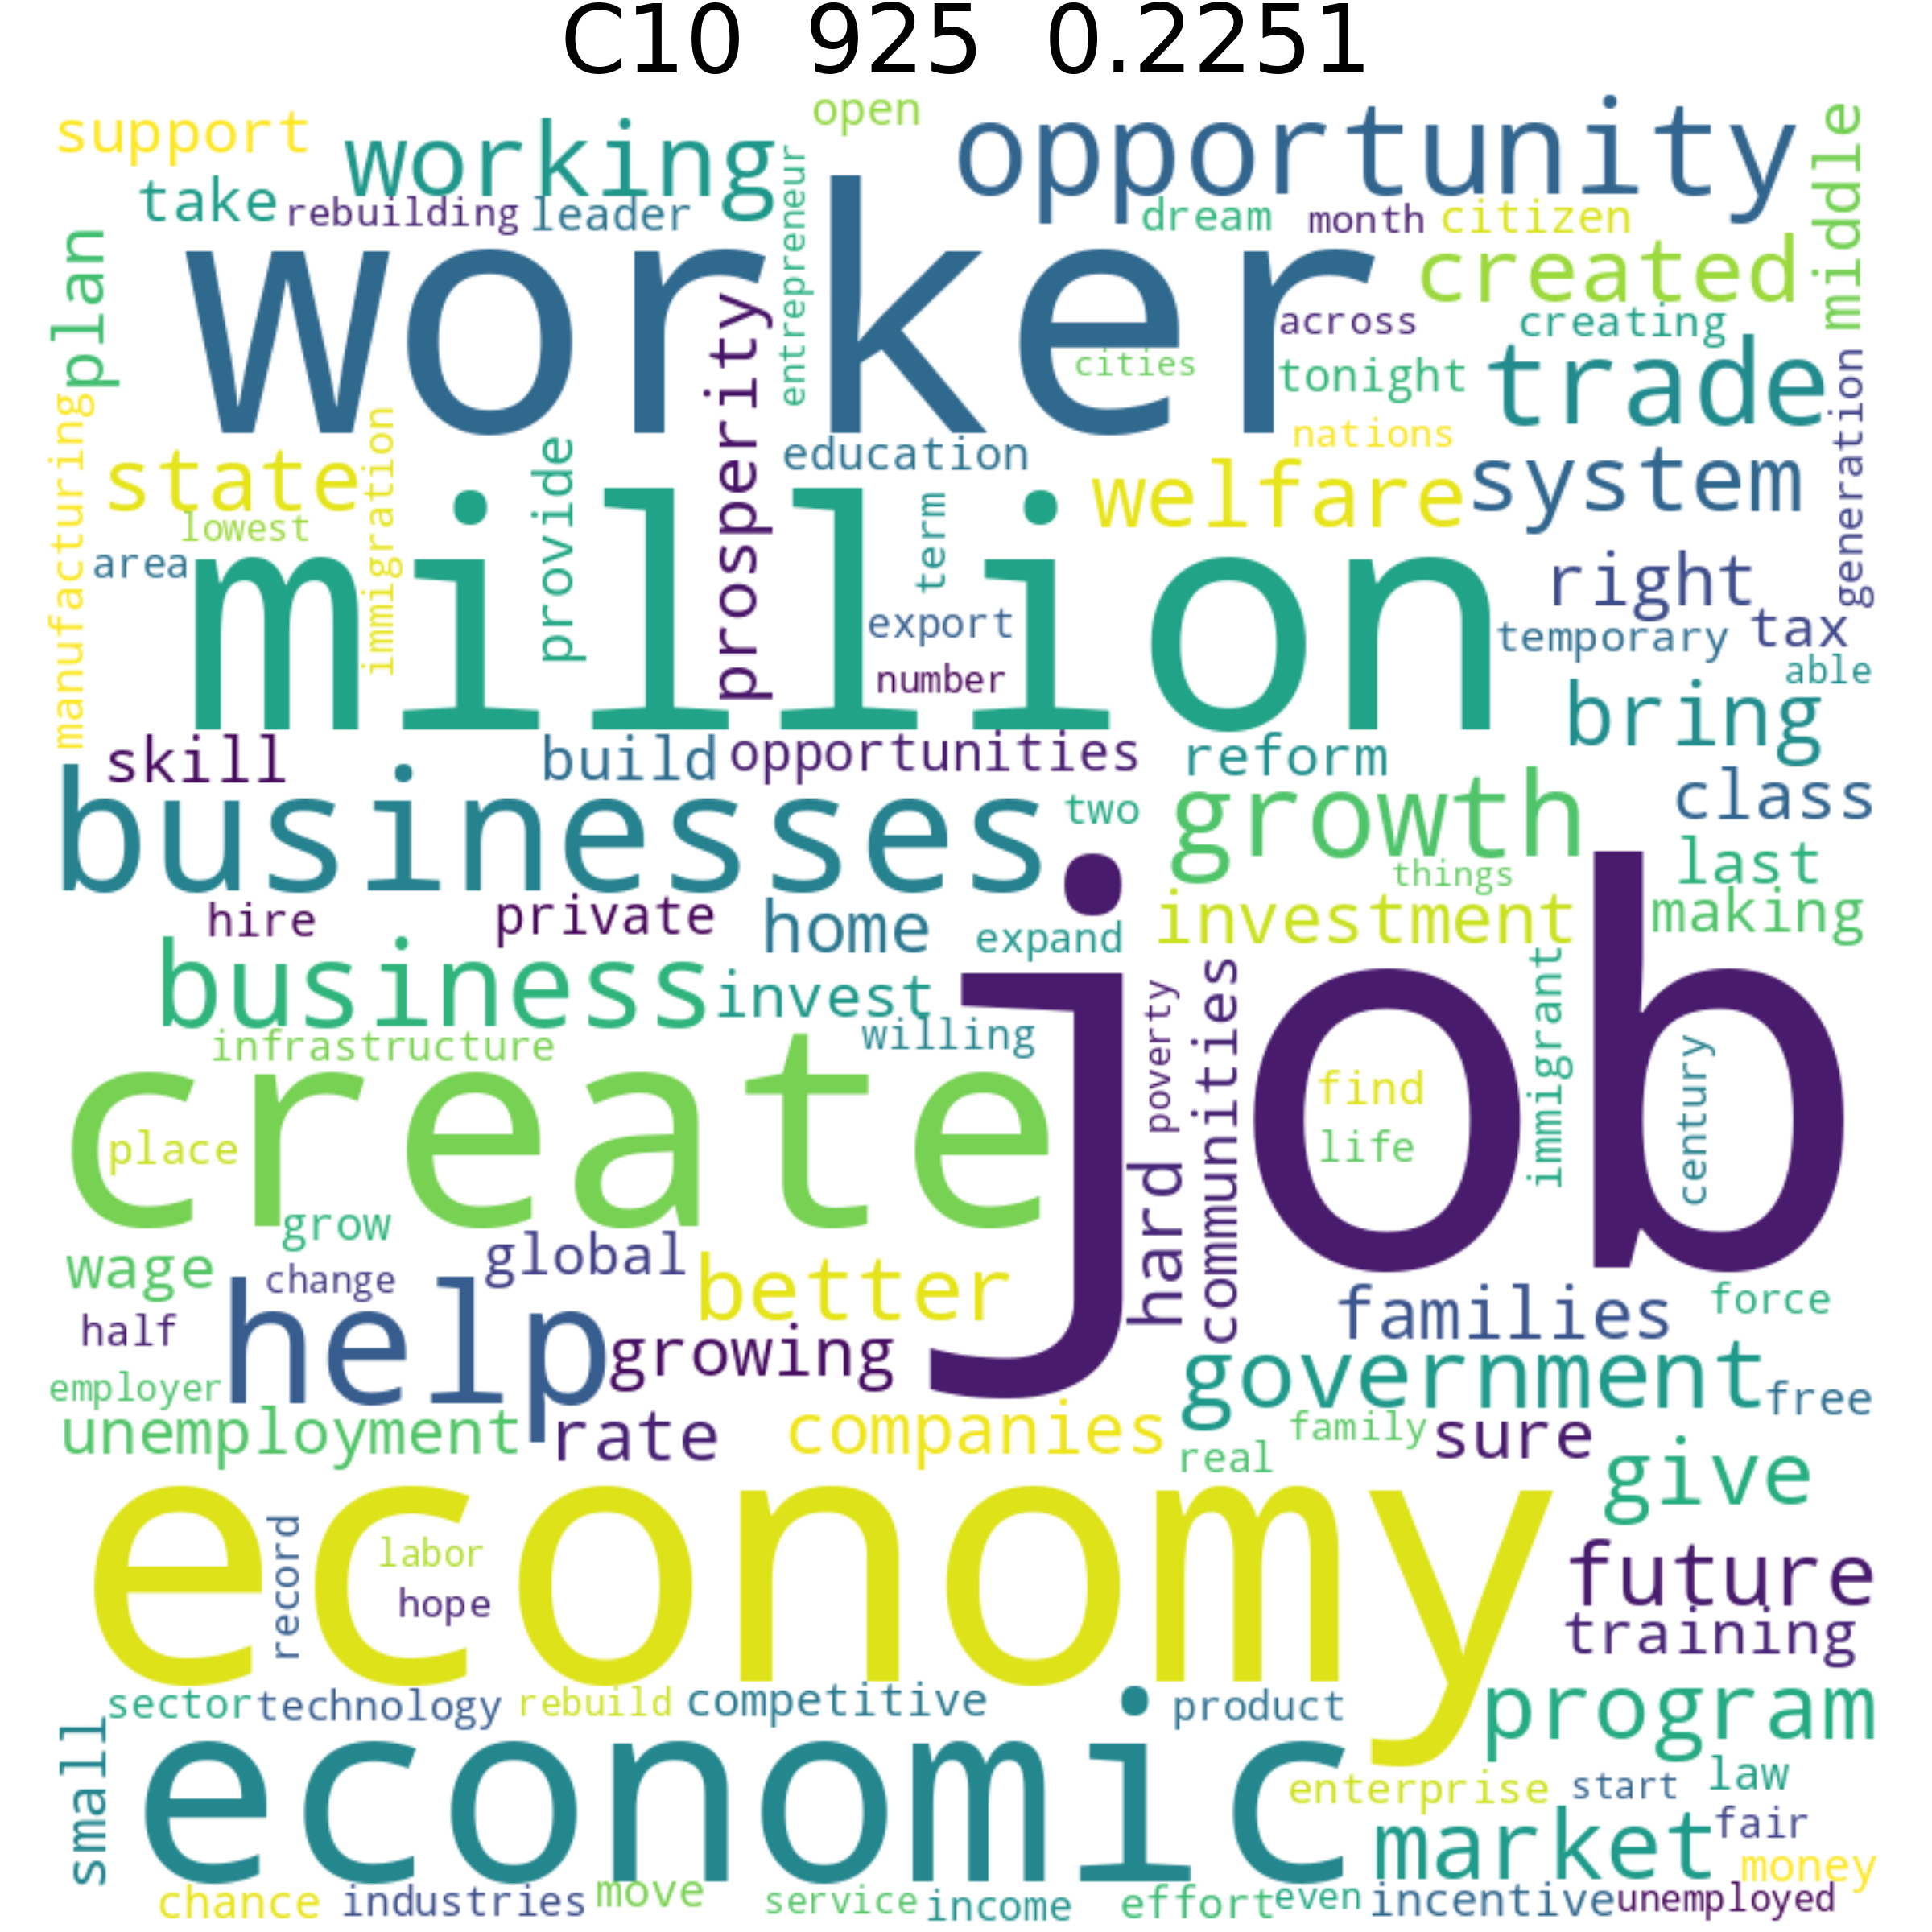 C10 925 0.2251
open
support
working
opportunity
middle
take
rebuilding
leader
entrepreneur
dream
month
citizen
plan
worker
created
prosperity
across
creating
cities
tonight
trade
generation
manufacturing
immigration
nations
state
provide
education
welfare
system
lowest
term
area
million
right
export
temporary
tax
number
able
bring
skill
build
opportunities
reform
businesses
two
growth
class
things
last
hire
private
home
expand
investment
making
business
invest
job
communities
immigrant
poverty
infrastructure
willing
create
find
century
place
life
hard
grow
wage
change
global
better
families
force
half
help
growing
government
employer
free
unemployment
rate
companies
family
sure
real
give
economy
record
labor
hope
future
training
sector
technology
rebuild
competitive
product
program
small
economic
enterprise
start
law
market
fair
money
chance
industries
move
service
income
effort
even
incentive
unemployed